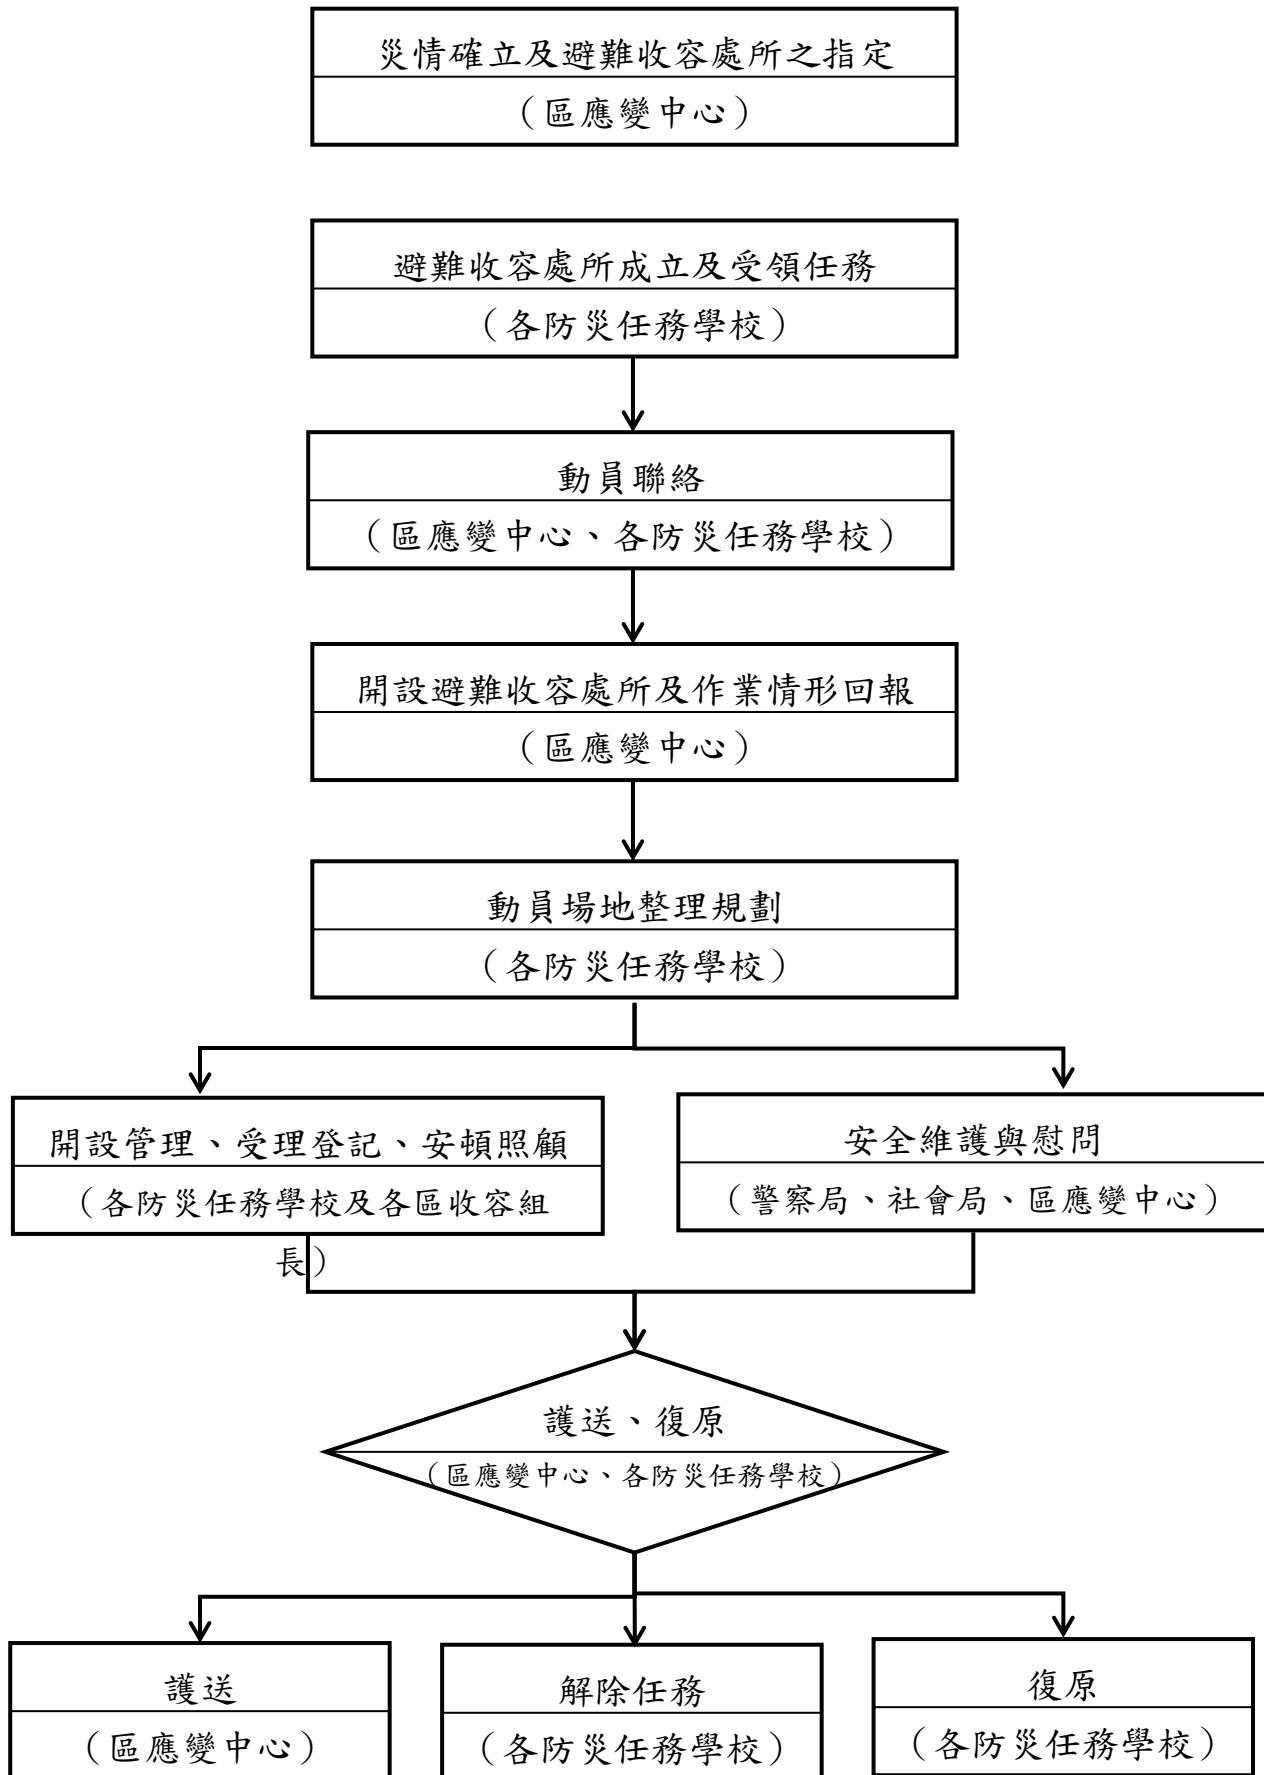 災情確立及避難收容處所之指定
（區應變中心）
避難收容處所成立及受領任務
（各防災任務學校）
動員聯絡
（區應變中心、各防災任務學校）
開設避難收容處所及作業情形回報
（區應變中心）
動員場地整理規劃
（各防災任務學校）
開設管理、受理登記、安頓照顧
（各防災任務學校及各區收容組
長）
安全維護與慰問
（警察局、社會局、區應變中心）
護送、復原
（區應變中心、各防災任務學校）
護送
（區應變中心）
解除任務
（各防災任務學校）
復原
（各防災任務學校）